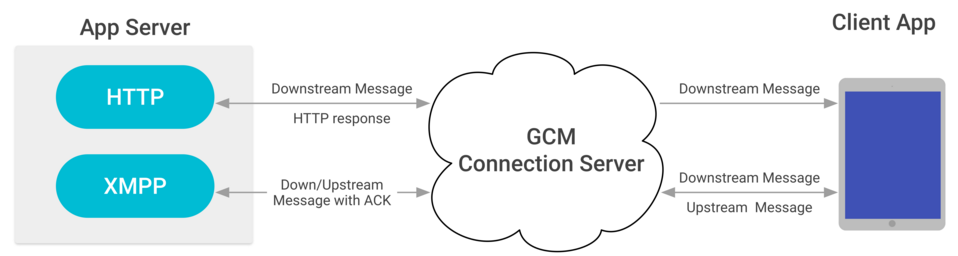 App Server
Client App
HTTP
Downstream Message
HTTP response
GCM
Connection Server
Downstream Message
XMPP
Down/Upstream
Message with ACK
Downstream Message
Upstream Message